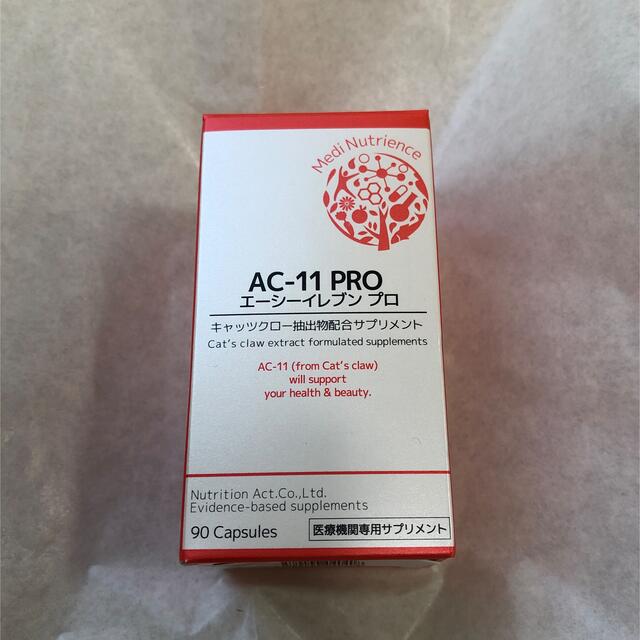 Medi Nutrience
AC-11 PRO
エーシーイレブン プロ
キャッツクロー抽出物配合サプリメント
Cat's claw extract formulated supplements
AC-11 (from Cat's claw)
will support
your health & beauty.
Nutrition Act.Co.,Ltd.
Evidence-based supplements
90 Capsules
医療機関専用サプリメント